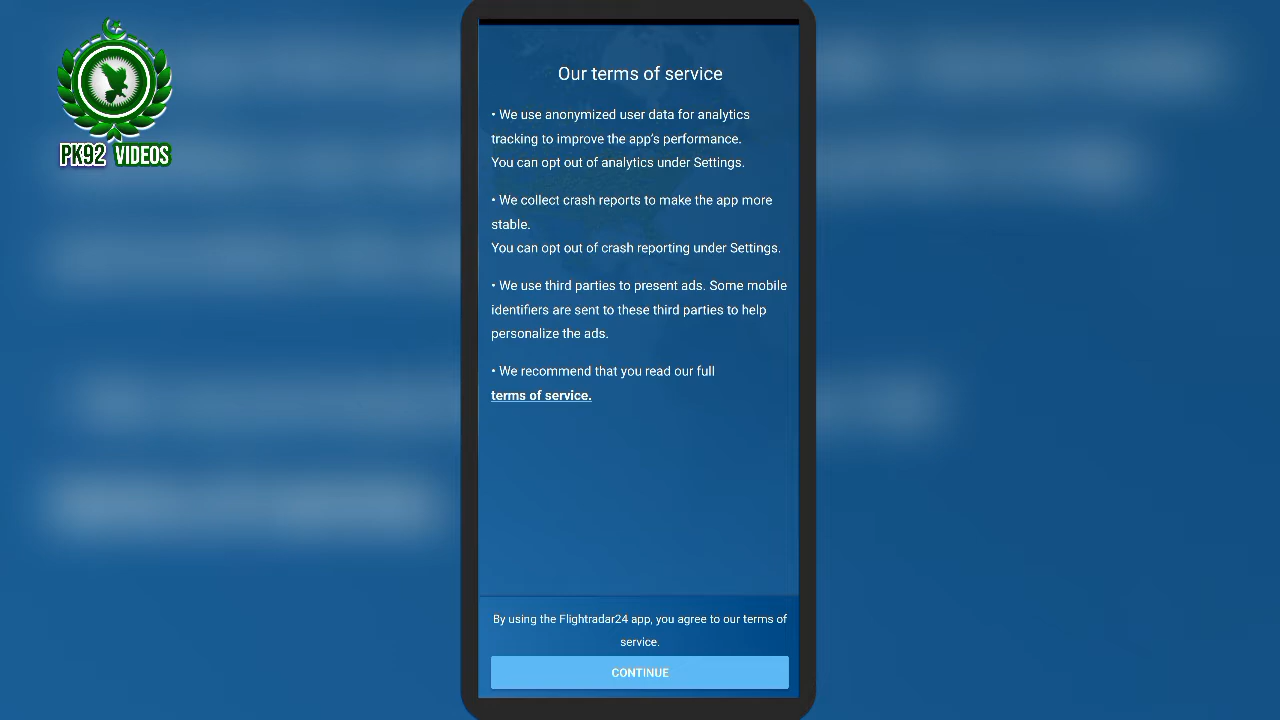 PK92 VIDEOS
Our terms of service
• We use anonymized user data for analytics
tracking to improve the app's performance.
You can opt out of analytics under Settings.
• We collect crash reports to make the app more
stable.
You can opt out of crash reporting under Settings.
• We use third parties to present ads. Some mobile
identifiers are sent to these third parties to help
personalize the ads.
• We recommend that you read our full
terms of service.
By using the Flightradar24 app, you agree to our terms of
service.
CONTINUE